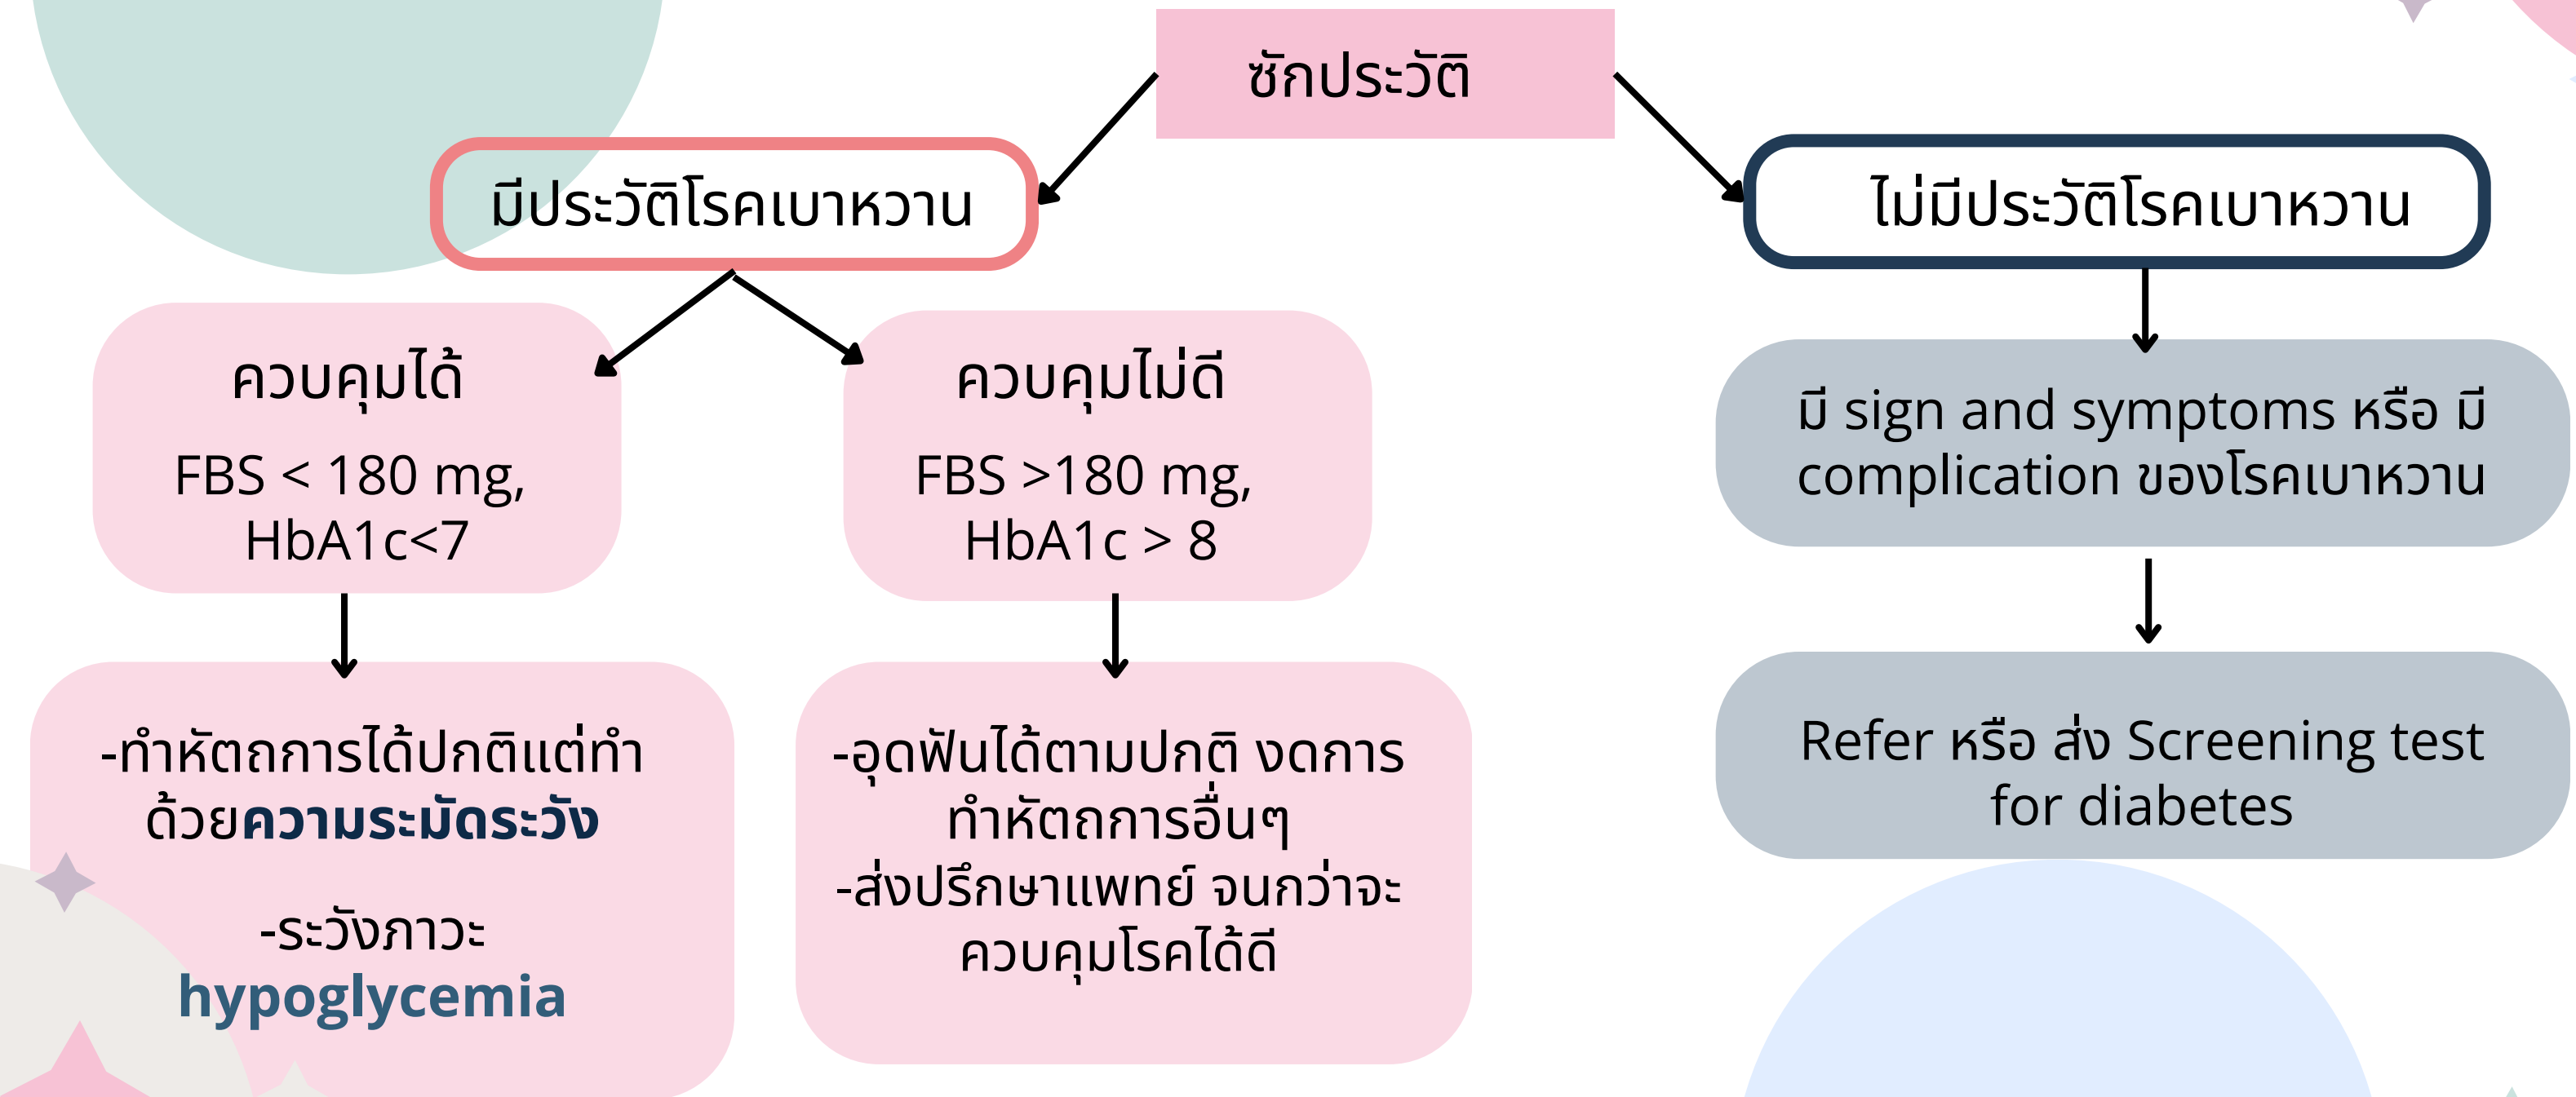 ซักประวัติ
มีประวัติโรคเบาหวาน
ไม่มีประวัติโรคเบาหวาน
ควบคุมได้
FBS < 180 mg,
HbA1c<7
ควบคุมไม่ดี
FBS >180 mg,
HbA1c > 8
มี sign and symptoms หรือ มี
complication ของโรคเบาหวาน
-ทำหัตถการได้ปกติแต่ทำ
ด้วยความระมัดระวัง
-ระวังภาวะ
hypoglycemia
-อุดฟันได้ตามปกติ งดการ
ทำหัตถการอื่นๆ
-ส่งปรึกษาแพทย์ จนกว่าจะ
ควบคุมโรคได้ดี
Refer หรือ ส่ง Screening test
for diabetes